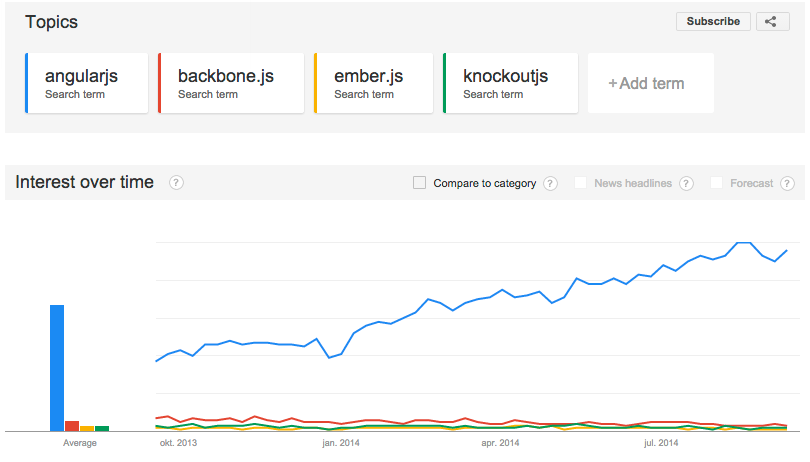 Topics
Subscribe
angularjs
Search term
backbone.js
Search term
ember.js
Search term
knockoutjs
Search term
+Add term
Interest over time ?
Compare to category ?
News headlines ?
Forecast ?
Average
okt. 2013
jan. 2014
apr. 2014
jul. 2014